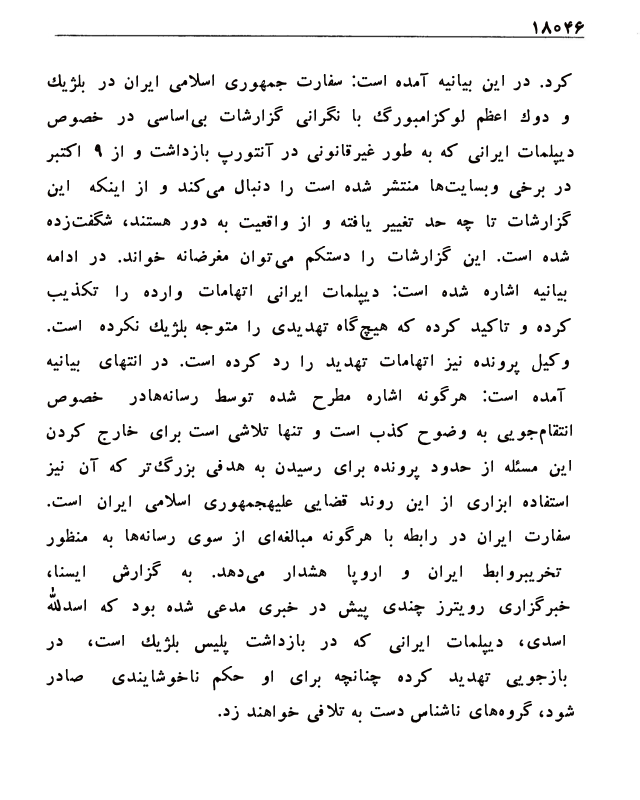 ۱۸۰۴۶
کرد. در این بیانیه آمده است: سفارت جمهوری اسلامی ایران در بلژیك
و دوك اعظم لوکزامبورگ با نگرانی گزارشات بی‌اساسی در خصوص
دیپلمات ایرانی که به طور غیرقانونی در آنتورپ بازداشت و از ۹ اکتبر
در برخی وبسایت‌ها منتشر شده است را دنبال می‌کند و از اینکه این
گزارشات تا چه حد تغییر یافته و از واقعیت به دور هستند، شگفت‌زده
شده است. این گزارشات را دستکم می‌توان مغرضانه خواند. در ادامه
بیانیه اشاره شده است: دیپلمات ایرانی اتهامات وارده را تکذیب
کرده و تاکید کرده که هیچ‌گاه تهدیدی را متوجه بلژیك نکرده است.
وکیل پرونده نیز اتهامات تهدید را رد کرده است. در انتهای بیانیه
آمده است: هرگونه اشاره مطرح شده توسط رسانه‌هادر خصوص
انتقام‌جویی به وضوح کذب است و تنها تلاشی است برای خارج کردن
این مسئله از حدود پرونده برای رسیدن به هدفی بزرگ‌تر که آن نیز
استفاده ابزاری از این روند قضایی علیهجمهوری اسلامی ایران است.
سفارت ایران در رابطه با هرگونه مبالغه‌ای از سوی رسانه‌ها به منظور
تخریبروابط ایران و اروپا هشدار می‌دهد. به گزارش ایسنا،
خبرگزاری رویترز چندی پیش در خبری مدعی شده بود که اسدالله
اسدی، دیپلمات ایرانی که در بازداشت پلیس بلژیك است، در
بازجویی تهدید کرده چنانچه برای او حکم ناخوشایندی صادر
شود، گروه‌های ناشناس دست به تلافی خواهند زد.